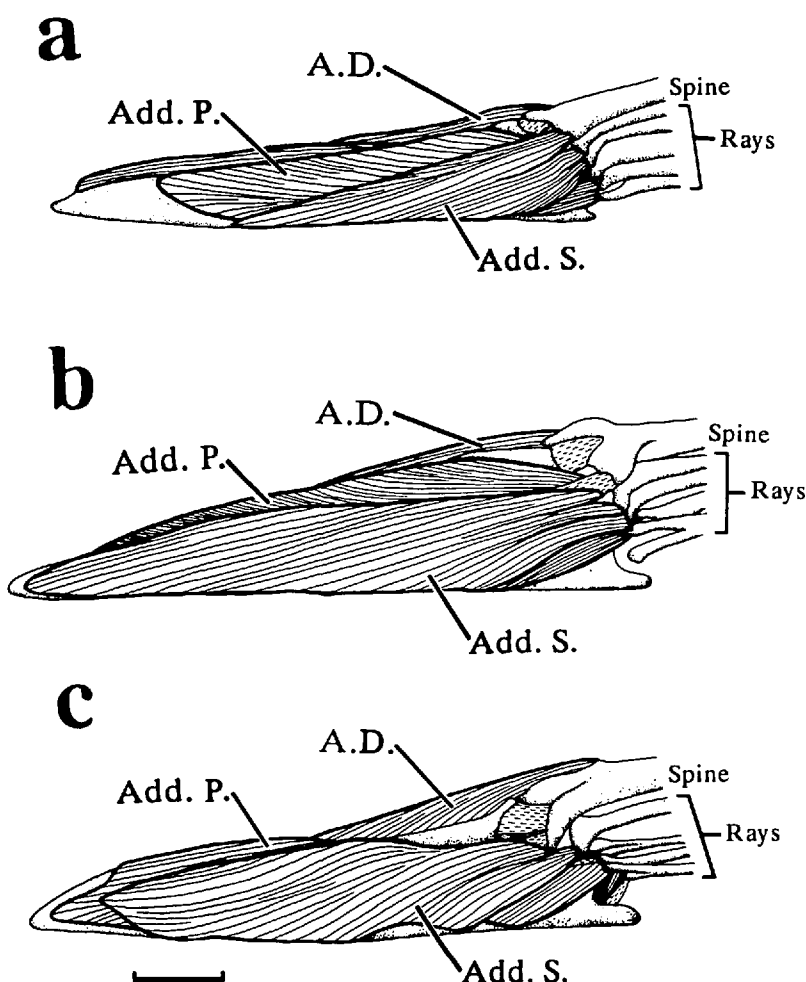 a
A.D.
Add. P.
Spine
Rays
Add. S.
b
A.D.
Add. P.
Spine
Rays
Add. S.
c
A.D.
Add. P.
Spine
Rays
Add. S.